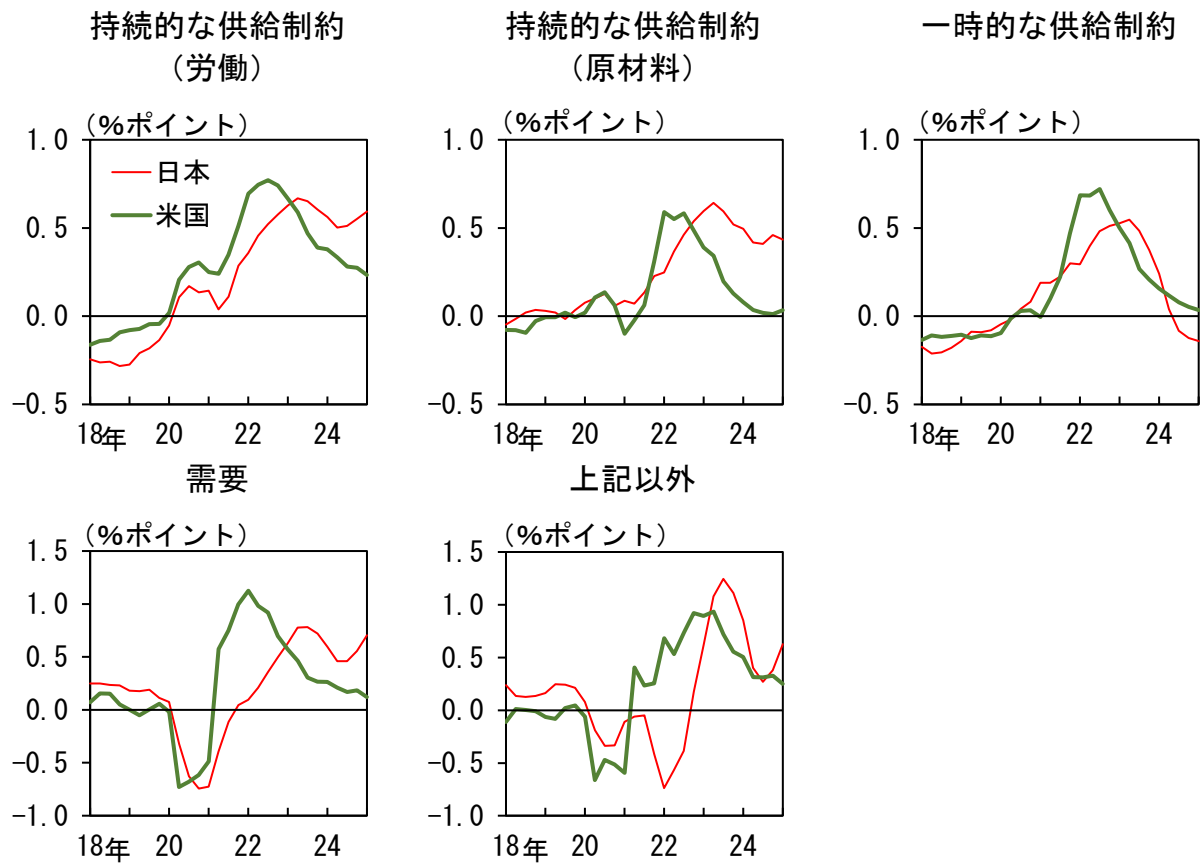 持続的な供給制約
（労働）
（%ポイント）
1.0
0.5
0.0
-0.5
日本
米国
18年 20 22 24
持続的な供給制約
（原材料）
（%ポイント）
1.0
0.5
0.0
-0.5
18年 20 22 24
一時的な供給制約
（%ポイント）
1.0
0.5
0.0
-0.5
18年 20 22 24
需要
（%ポイント）
1.5
1.0
0.5
0.0
-0.5
-1.0
18年 20 22 24
上記以外
（%ポイント）
1.5
1.0
0.5
0.0
-0.5
-1.0
18年 20 22 24